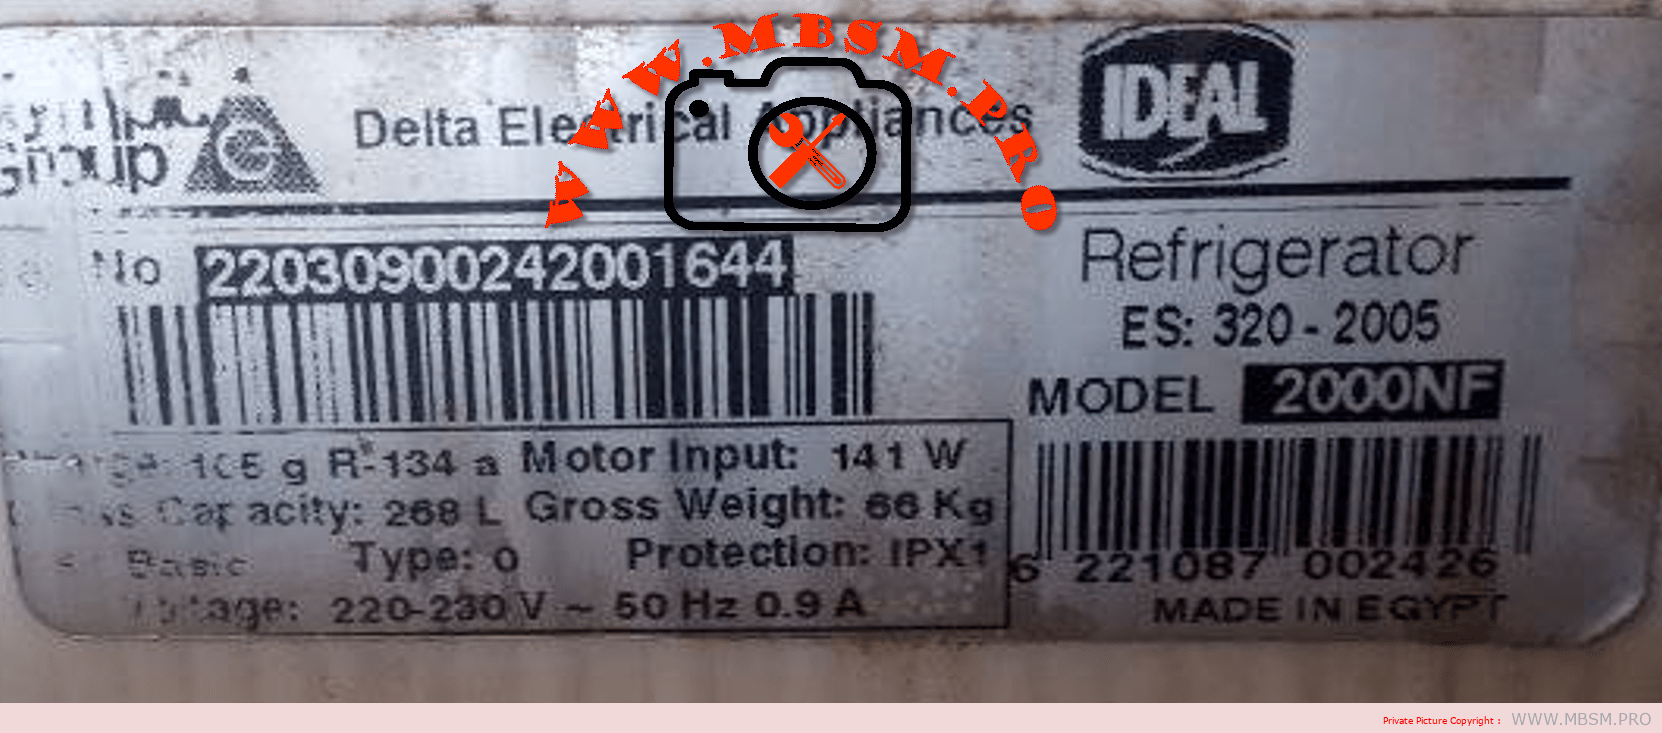 WWW.MBSM.PRO
Group
Delta Electrical Appliances
IDEAL
No 22030900242001644
Refrigerator
ES: 320 - 2005
MODEL 2000NF
105 g R-134 a Motor Input: 141 W
Capacity: 268 L Gross Weight: 66 Kg
Basic Type: 0 Protection: IPX1
220-230 V ~ 50 Hz 0.9 A
6 221087 002426
MADE IN EGYPT
Private Picture Copyright : WWW.MBSM.PRO